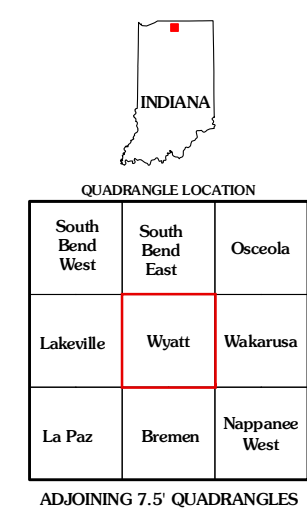 INDIANA
QUADRANGLE LOCATION
South
Bend
West
South
Bend
East
Osceola
Lakeville
Wyatt
Wakarusa
La Paz
Bremen
Nappanee
West
ADJOINING 7.5' QUADRANGLES